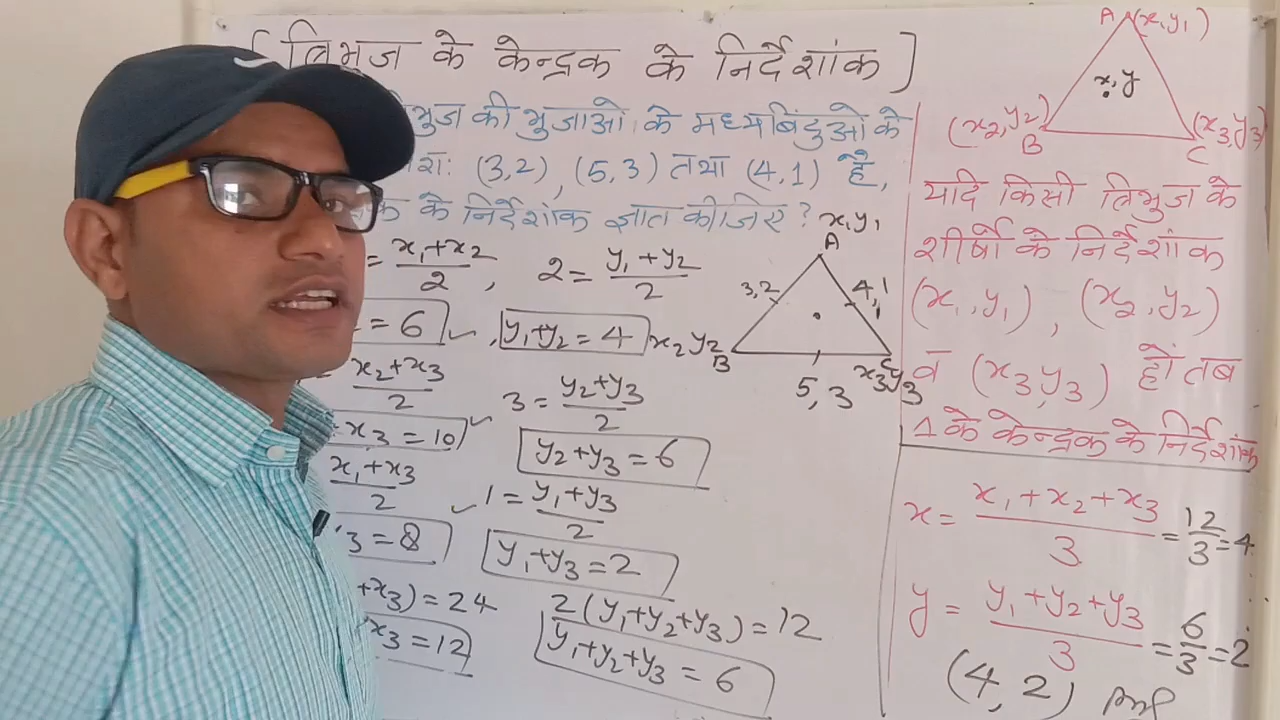 [ त्रिभुज के केन्द्रक के निर्देशांक ]
भुज की भुजाओ के मध्यबिंदुओ के
(3,2), (5,3) तथा (4,1) है,
के निर्देशांक ज्ञात कीजिए ?
= x₁+x₂/2 , 2 = y₁+y₂/2
= 6 ✓, y₁+y₂ = 4
x₂+x₃/2 3 = y₂+y₃/2
+x₃ = 10 ✓ y₂+y₃ = 6
x₁+x₃/2 ✓ 1 = y₁+y₃/2
3 = 8 y₁+y₃ = 2
+x₃) = 24 2(y₁+y₂+y₃) = 12
x₃ = 12 y₁+y₂+y₃ = 6
x₁y₁
A
3,2 4,1
x₂y₂
B
C
x₃y₃
5,3
A (x₁y₁)
x,y
(x₂,y₂)
B
(x₃y₃)
C
यदि किसी त्रिभुज के
शीर्षो के निर्देशांक
(x₁,y₁), (x₂,y₂)
व (x₃,y₃) हों तब
Δ के केन्द्रक के निर्देशांक
x = x₁+x₂+x₃/3 = 12/3 = 4
y = y₁+y₂+y₃/3 = 6/3 = 2
(4,2) Ans